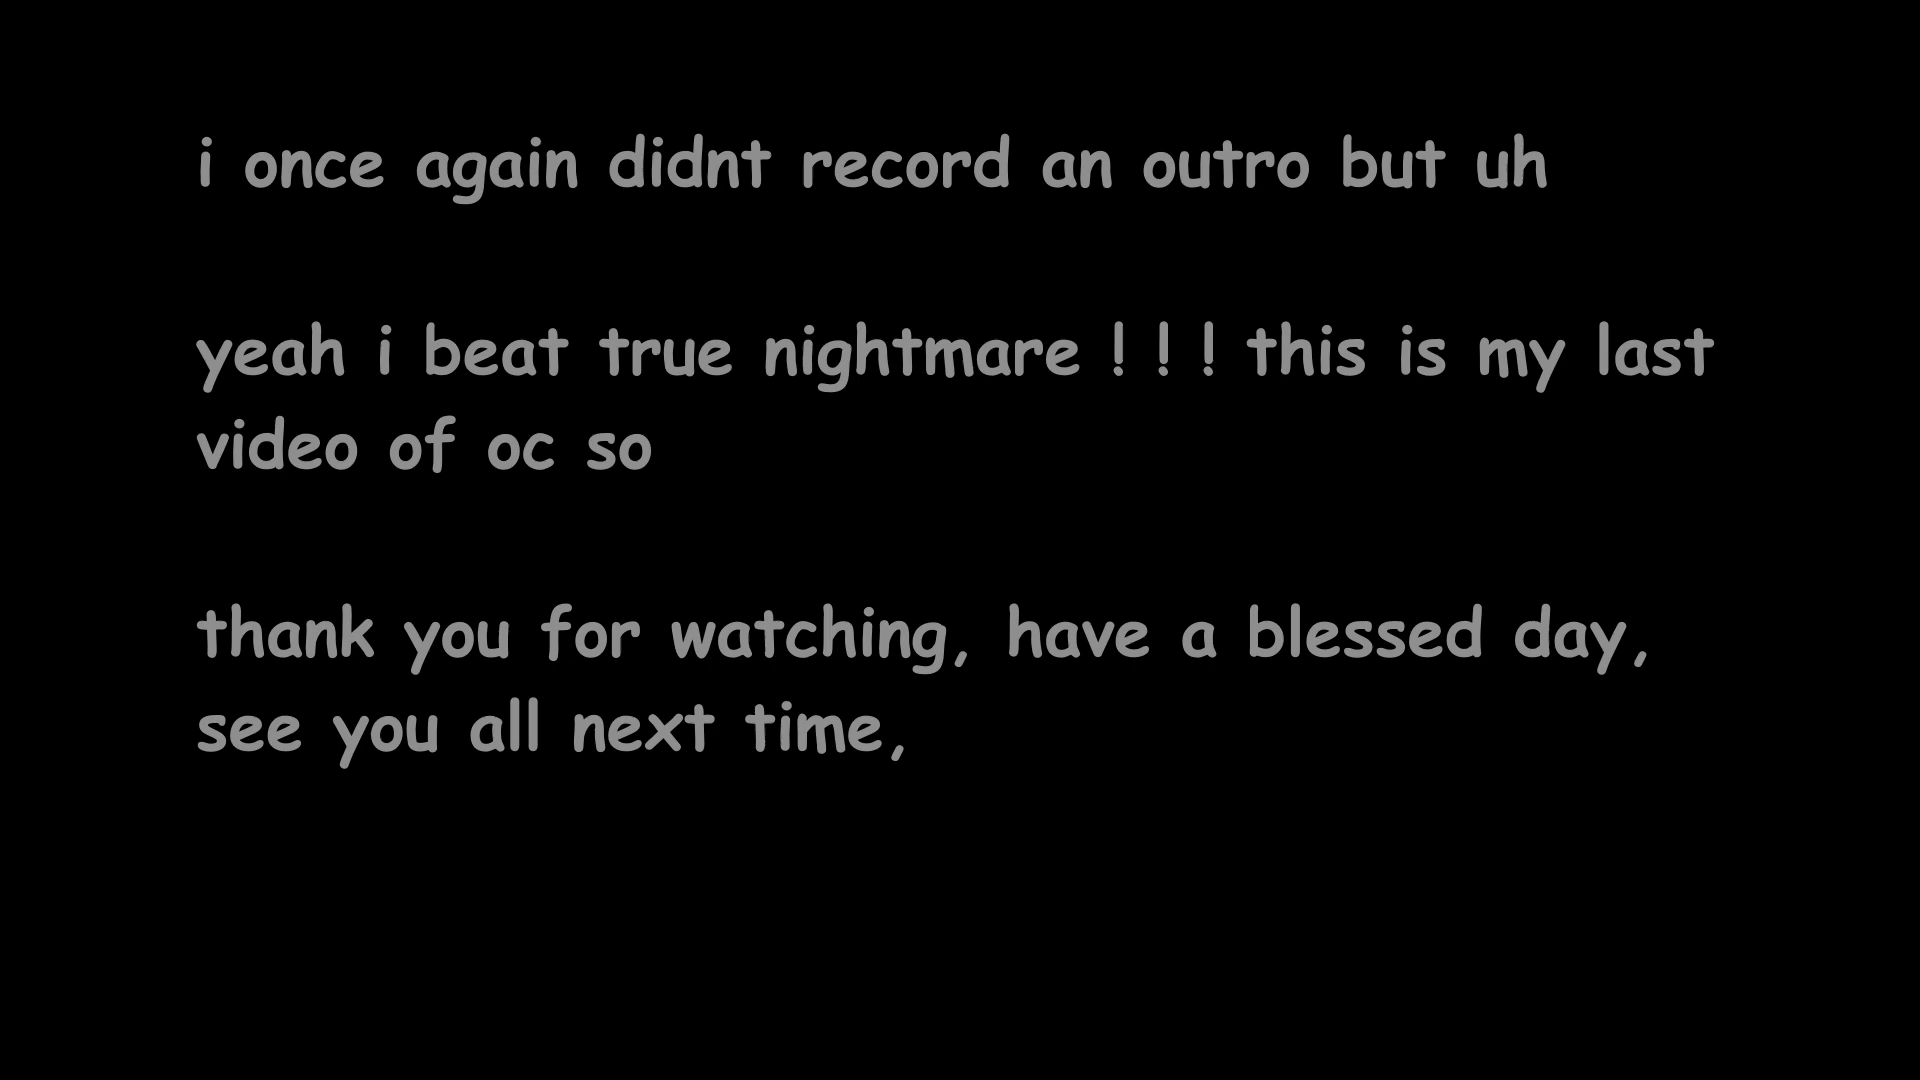 i once again didnt record an outro but uh
yeah i beat true nightmare ! ! ! this is my last
video of oc so
thank you for watching, have a blessed day,
see you all next time,